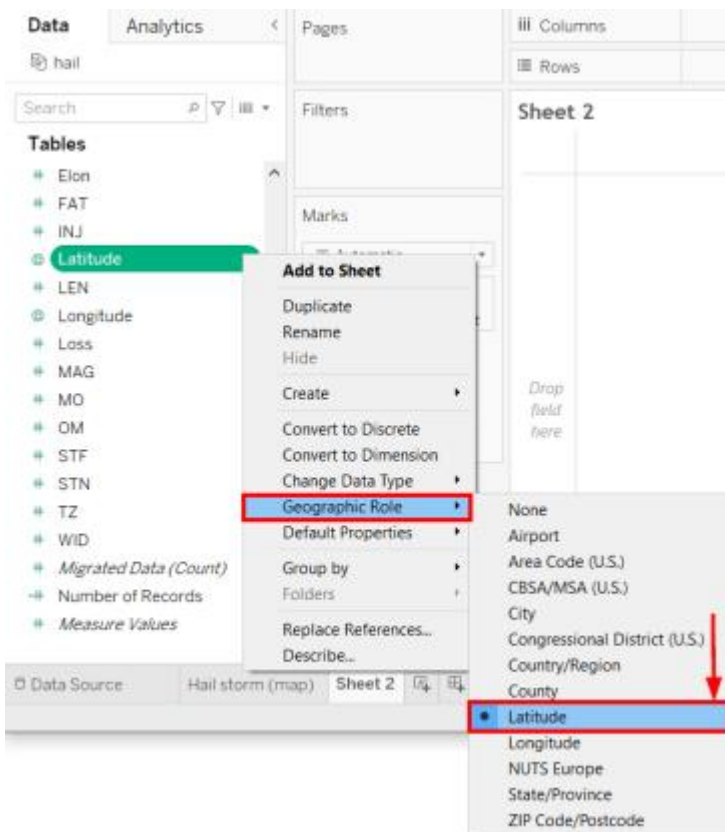 Data Analytics
hail
Search
Tables
Elon
FAT
INJ
Latitude
LEN
Longitude
Loss
MAG
MO
OM
STF
STN
TZ
WID
Migrated Data (Count)
Number of Records
Measure Values
Pages
Filters
Marks
Columns
Rows
Sheet 2
Drop
field
here
Add to Sheet
Duplicate
Rename
Hide
Create
Convert to Discrete
Convert to Dimension
Change Data Type
Geographic Role
Default Properties
Group by
Folders
Replace References...
Describe...
None
Airport
Area Code (U.S.)
CBSA/MSA (U.S.)
City
Congressional District (U.S.)
Country/Region
County
Latitude
Longitude
NUTS Europe
State/Province
ZIP Code/Postcode
Data Source Hail storm (map) Sheet 2